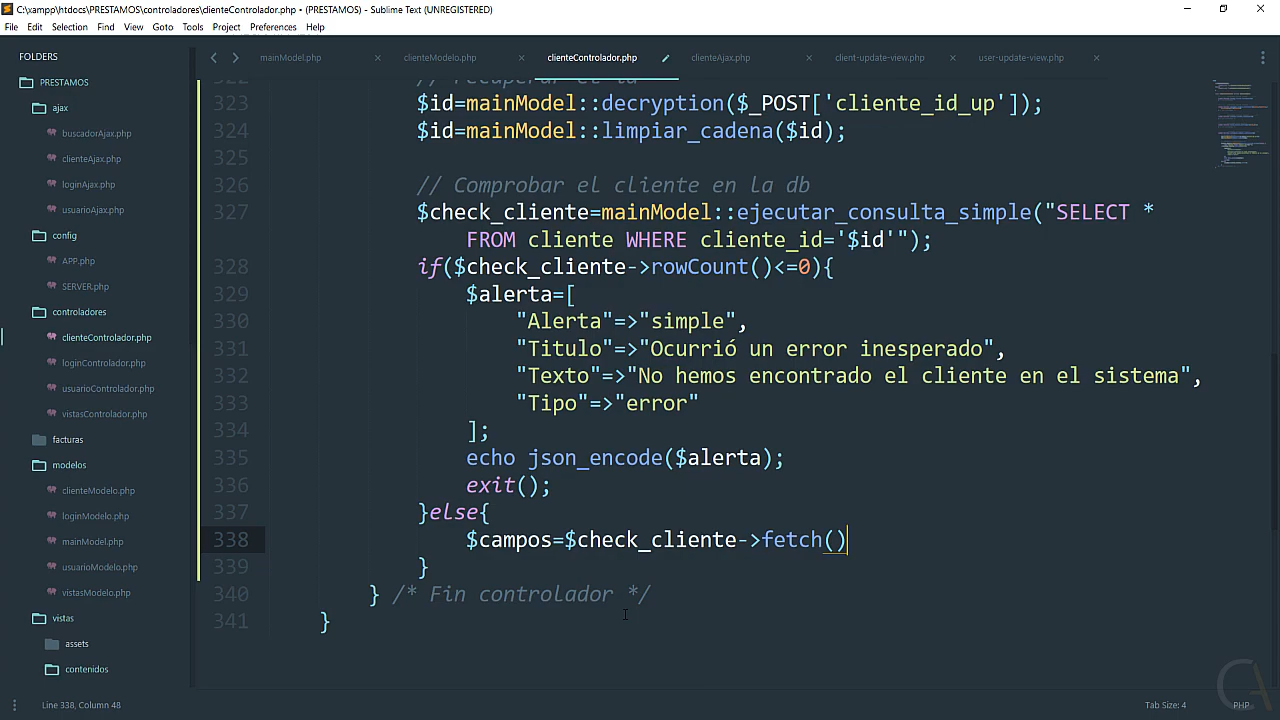 C:\xampp\htdocs\PRESTAMOS\controladores\clienteControlador.php • (PRESTAMOS) - Sublime Text (UNREGISTERED)
File Edit Selection Find View Goto Tools Project Preferences Help
FOLDERS
PRESTAMOS
ajax
buscadorAjax.php
clienteAjax.php
loginAjax.php
usuarioAjax.php
config
APP.php
SERVER.php
controladores
clienteControlador.php
loginControlador.php
usuarioControlador.php
vistasControlador.php
facturas
modelos
clienteModelo.php
loginModelo.php
mainModel.php
usuarioModelo.php
vistasModelo.php
vistas
assets
contenidos
mainModel.php clienteModelo.php clienteControlador.php clienteAjax.php client-update-view.php user-update-view.php
322 // recuperar el id
323 $id=mainModel::decryption($_POST['cliente_id_up']);
324 $id=mainModel::limpiar_cadena($id);
325
326 // Comprobar el cliente en la db
327 $check_cliente=mainModel::ejecutar_consulta_simple("SELECT *
FROM cliente WHERE cliente_id='$id'");
328 if($check_cliente->rowCount()<=0){
329 $alerta=[
330 "Alerta"=>"simple",
331 "Titulo"=>"Ocurrió un error inesperado",
332 "Texto"=>"No hemos encontrado el cliente en el sistema",
333 "Tipo"=>"error"
334 ];
335 echo json_encode($alerta);
336 exit();
337 }else{
338 $campos=$check_cliente->fetch()
339 }
340 } /* Fin controlador */
341 }
Line 338, Column 48 Tab Size: 4 PHP